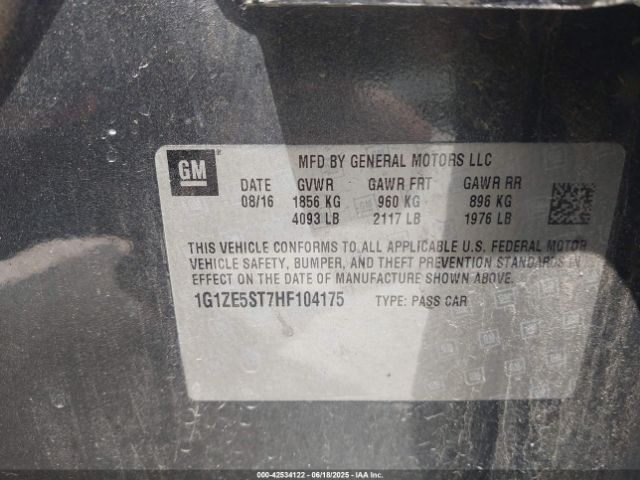 GM
MFD BY GENERAL MOTORS LLC
DATE GVWR GAWR FRT GAWR RR
08/16 1856 KG 960 KG 896 KG
4093 LB 2117 LB 1976 LB
THIS VEHICLE CONFORMS TO ALL APPLICABLE U.S. FEDERAL MOTOR
VEHICLE SAFETY, BUMPER, AND THEFT PREVENTION STANDARDS IN
EFFECT ON THE DATE OF MANUFACTURE SHOWN ABOVE.
1G1ZE5ST7HF104175 TYPE: PASS CAR
000-42534122 - 06/18/2025 - IAA Inc.